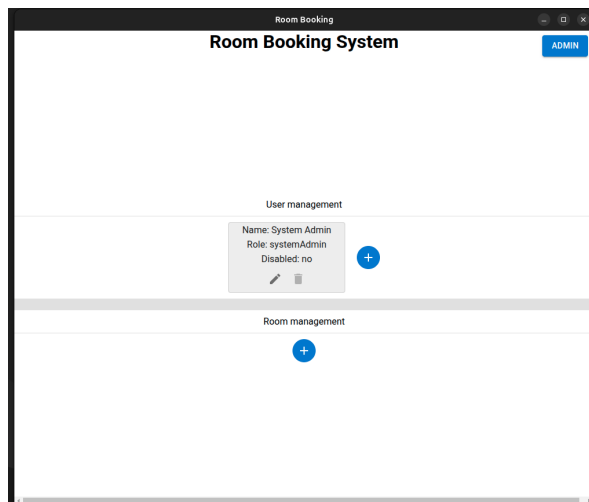 Room Booking
Room Booking System
ADMIN
User management
Name: System Admin
Role: systemAdmin
Disabled: no
Room management